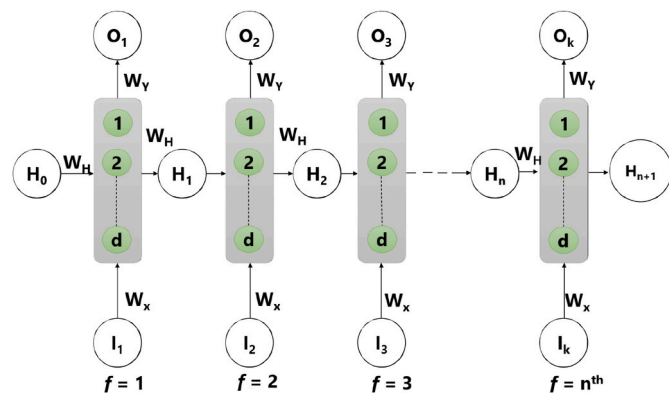 O1 O2 O3 Ok
WY WY WY WY
1 1 1 1
WH WH WH
H0 WH 2 H1 2 H2 2 Hn WH 2 Hn+1
d d d d
Wx Wx Wx Wx
I1 I2 I3 Ik
f = 1 f = 2 f = 3 f = nth